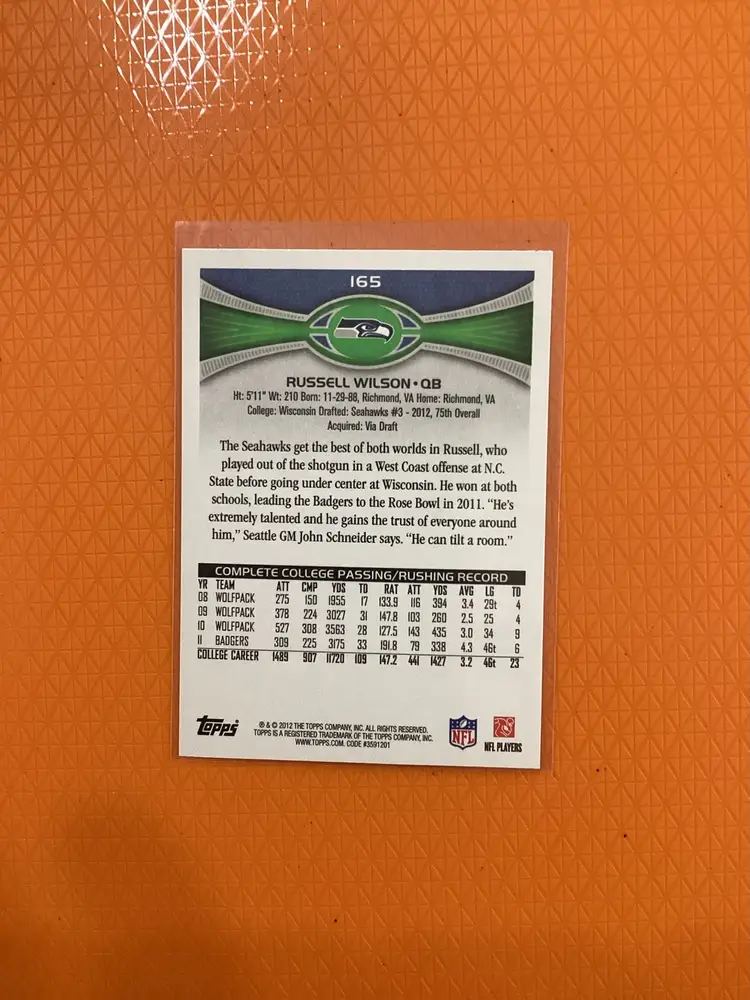 165
RUSSELL WILSON • QB
Ht: 5'11" Wt: 210 Born: 11-29-88, Richmond, VA Home: Richmond, VA
College: Wisconsin Drafted: Seahawks #3 - 2012, 75th Overall
Acquired: Via Draft
The Seahawks get the best of both worlds in Russell, who
played out of the shotgun in a West Coast offense at N.C.
State before going under center at Wisconsin. He won at both
schools, leading the Badgers to the Rose Bowl in 2011. “He's
extremely talented and he gains the trust of everyone around
him,” Seattle GM John Schneider says. “He can tilt a room.”
COMPLETE COLLEGE PASSING/RUSHING RECORD
YR TEAM ATT CMP YDS TD RAT ATT YDS AVG LG TD
08 WOLFPACK 275 150 1955 17 133.9 116 394 3.4 29t 4
09 WOLFPACK 378 224 3027 31 147.8 103 260 2.5 25 4
10 WOLFPACK 527 308 3563 28 127.5 143 435 3.0 34 9
11 BADGERS 309 225 3175 33 191.8 79 338 4.3 46t 6
COLLEGE CAREER 1489 907 11720 109 147.2 441 1427 3.2 46t 23
Topps
® & © 2012 THE TOPPS COMPANY, INC. ALL RIGHTS RESERVED.
TOPPS IS A REGISTERED TRADEMARK OF THE TOPPS COMPANY, INC.
WWW.TOPPS.COM. CODE #3591201
NFL
NFL PLAYERS